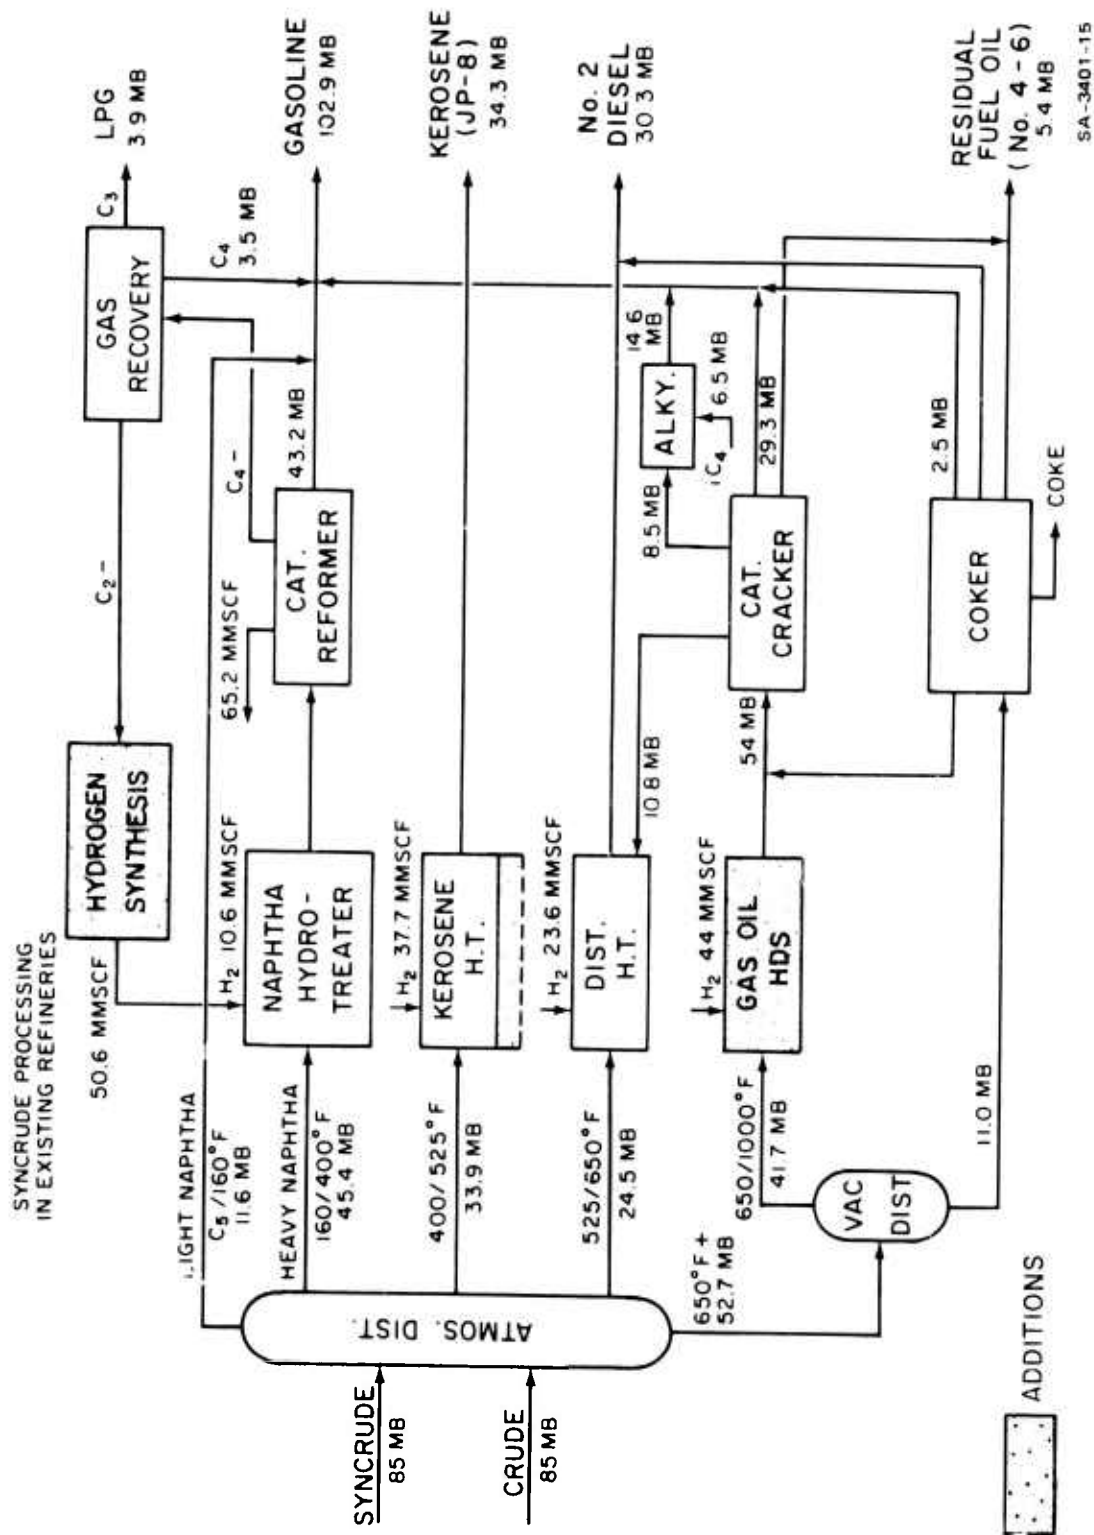 SYNCRUDE PROCESSING
IN EXISTING REFINERIES
SYNCRUDE
85 MB
CRUDE
85 MB
ATMOS. DIST.
LIGHT NAPHTHA
C5/160°F
11.6 MB
HEAVY NAPHTHA
160/400°F
45.4 MB
400/525°F
33.9 MB
525/650°F
24.5 MB
650°F+
52.7 MB
VAC
DIST
650/1000°F
41.7 MB
11.0 MB
50.6 MMSCF
HYDROGEN
SYNTHESIS
C2-
H2 10.6 MMSCF
NAPHTHA
HYDRO-
TREATER
H2 37.7 MMSCF
KEROSENE
H.T.
H2 23.6 MMSCF
DIST.
H.T.
H2 44 MMSCF
GAS OIL
HDS
65.2 MMSCF
CAT.
REFORMER
C4-
43.2 MB
GAS
RECOVERY
C3
C4
3.5 MB
10.8 MB
54 MB
CAT.
CRACKER
8.5 MB
ALKY.
14.6
MB
iC4
6.5 MB
29.3 MB
COKER
2.5 MB
COKE
LPG
3.9 MB
GASOLINE
102.9 MB
KEROSENE
(JP-8)
34.3 MB
No. 2
DIESEL
30.3 MB
RESIDUAL
FUEL OIL
(No. 4-6)
5.4 MB
ADDITIONS
SA-3401-15